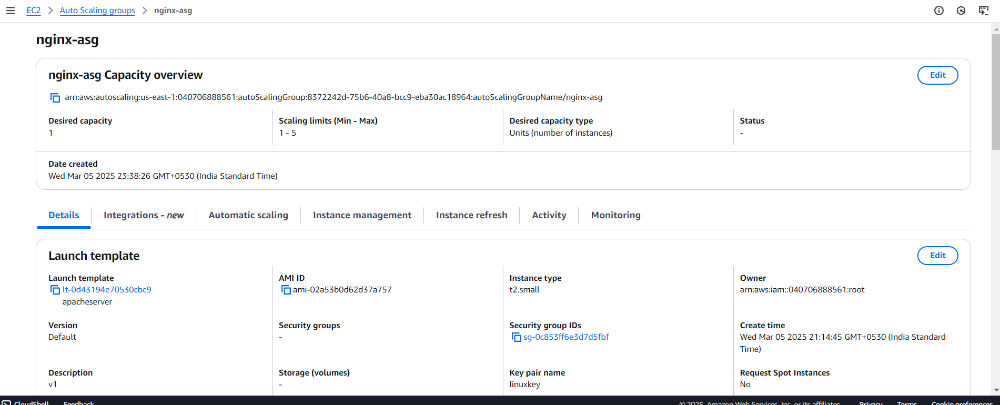 EC2 > Auto Scaling groups > nginx-asg
nginx-asg
nginx-asg Capacity overview
Edit
arn:aws:autoscaling:us-east-1:040706888561:autoScalingGroup:8372242d-75b6-40a8-bcc9-eba30ac18964:autoScalingGroupName/nginx-asg
Desired capacity
1
Scaling limits (Min - Max)
1 - 5
Desired capacity type
Units (number of instances)
Status
-
Date created
Wed Mar 05 2025 23:38:26 GMT+0530 (India Standard Time)
Details
Integrations - new
Automatic scaling
Instance management
Instance refresh
Activity
Monitoring
Launch template
Edit
Launch template
lt-0d43194e70530cbc9
apacheserver
AMI ID
ami-02a53b0d62d37a757
Instance type
t2.small
Owner
arn:aws:iam::040706888561:root
Version
Default
Security groups
-
Security group IDs
sg-0c853ff6e3d7d5fbf
Create time
Wed Mar 05 2025 21:14:45 GMT+0530 (India Standard
Time)
Description
v1
Storage (volumes)
-
Key pair name
linuxkey
Request Spot Instances
No
CloudShell
Feedback
© 2025, Amazon Web Services, Inc. or its affiliates.
Privacy
Terms
Cookie preferences